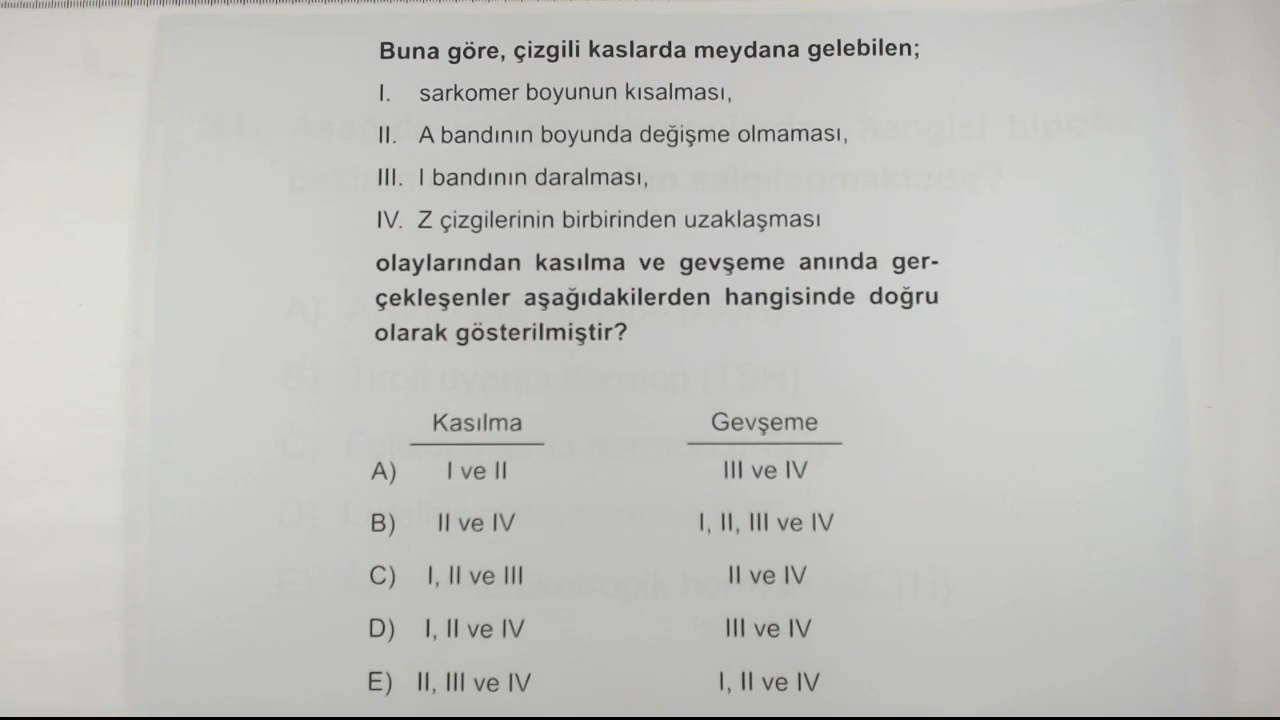 Buna göre, çizgili kaslarda meydana gelebilen;
I. sarkomer boyunun kısalması,
II. A bandının boyunda değişme olmaması,
III. I bandının daralması,
IV. Z çizgilerinin birbirinden uzaklaşması
olaylarından kasılma ve gevşeme anında ger-
çekleşenler aşağıdakilerden hangisinde doğru
olarak gösterilmiştir?
Kasılma Gevşeme
A) I ve II III ve IV
B) II ve IV I, II, III ve IV
C) I, II ve III II ve IV
D) I, II ve IV III ve IV
E) II, III ve IV I, II ve IV